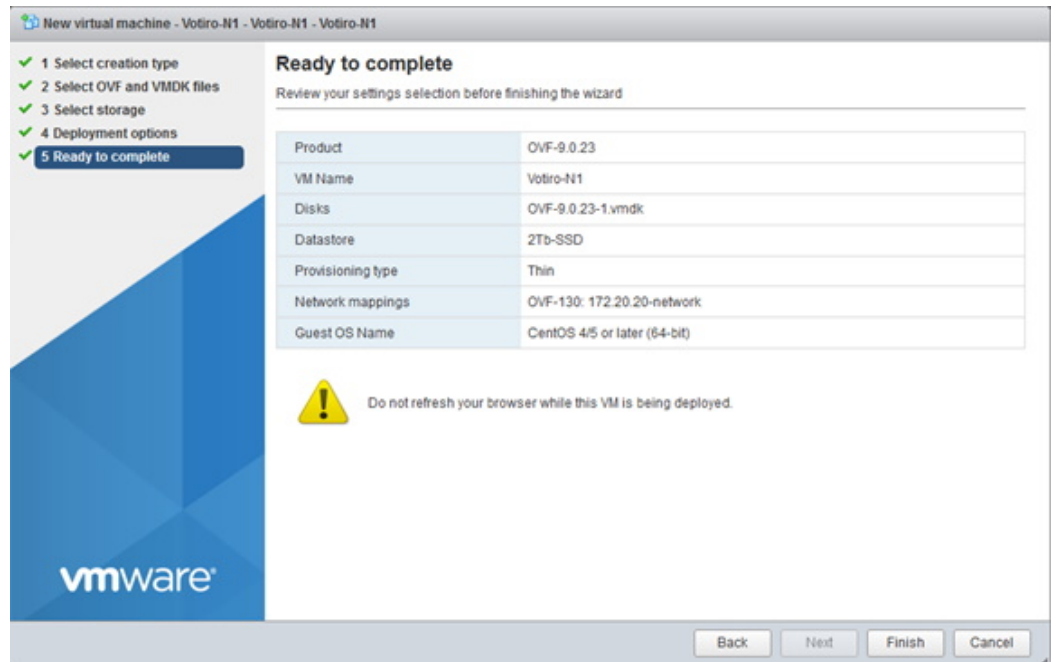 New virtual machine - Votiro-N1 - Votiro-N1 - Votiro-N1
1 Select creation type
2 Select OVF and VMDK files
3 Select storage
4 Deployment options
5 Ready to complete
Ready to complete
Review your settings selection before finishing the wizard
Product OVF-9.0.23
VM Name Votiro-N1
Disks OVF-9.0.23-1.vmdk
Datastore 2Tb-SSD
Provisioning type Thin
Network mappings OVF-130: 172.20.20-network
Guest OS Name CentOS 4/5 or later (64-bit)
Do not refresh your browser while this VM is being deployed.
vmware®
Back Next Finish Cancel